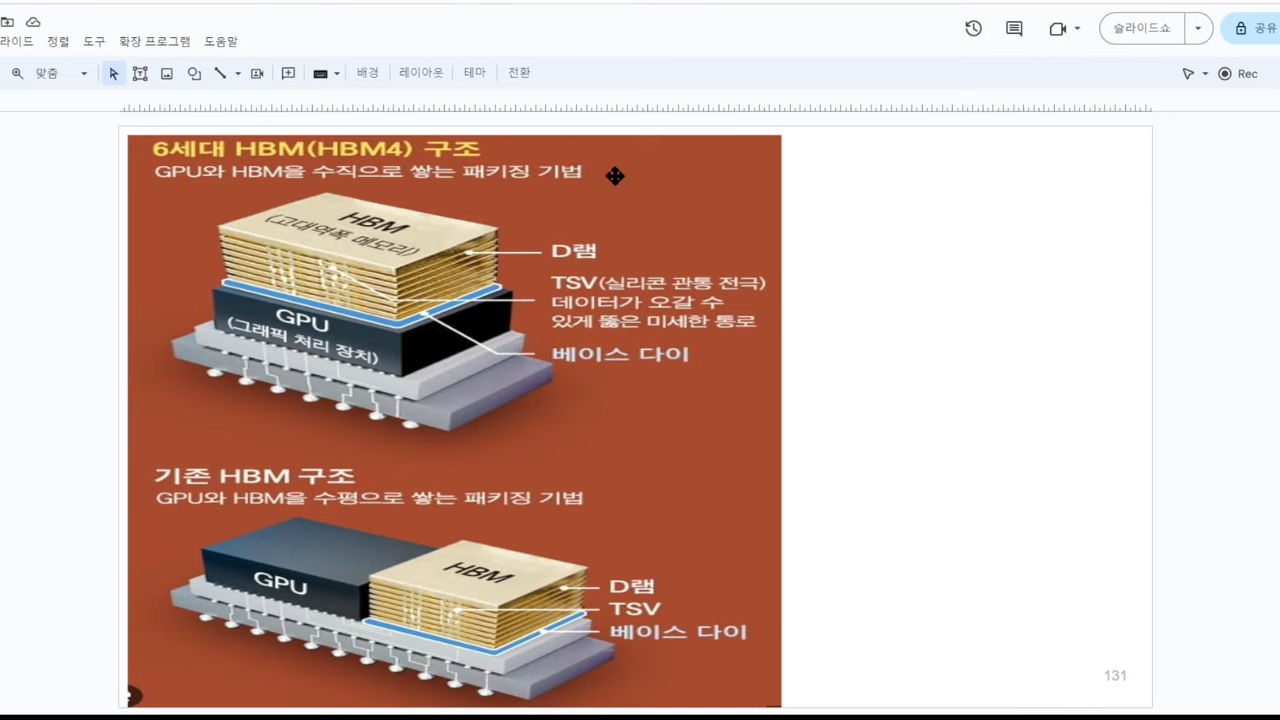 라이드 정렬 도구 확장 프로그램 도움말
슬라이드쇼
공유
맞춤
배경 레이아웃 테마 전환
Rec
6세대 HBM(HBM4) 구조
GPU와 HBM을 수직으로 쌓는 패키징 기법
HBM
(고대역폭 메모리)
D램
TSV(실리콘 관통 전극)
데이터가 오갈 수
있게 뚫은 미세한 통로
GPU
(그래픽 처리 장치)
베이스 다이
기존 HBM 구조
GPU와 HBM을 수평으로 쌓는 패키징 기법
GPU
HBM
D램
TSV
베이스 다이
131